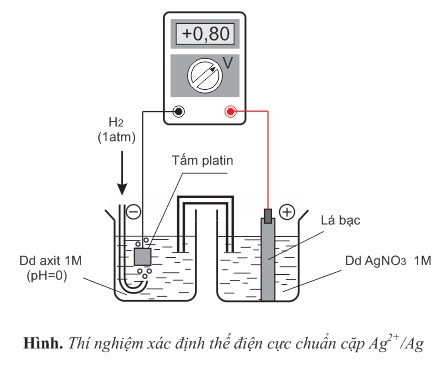 +0,80
V
H₂
(1atm)
Tấm platin
−
+
Lá bạc
Dd axit 1M
(pH=0)
Dd AgNO₃ 1M
Hình. Thí nghiệm xác định thế điện cực chuẩn cặp Ag²⁺/Ag